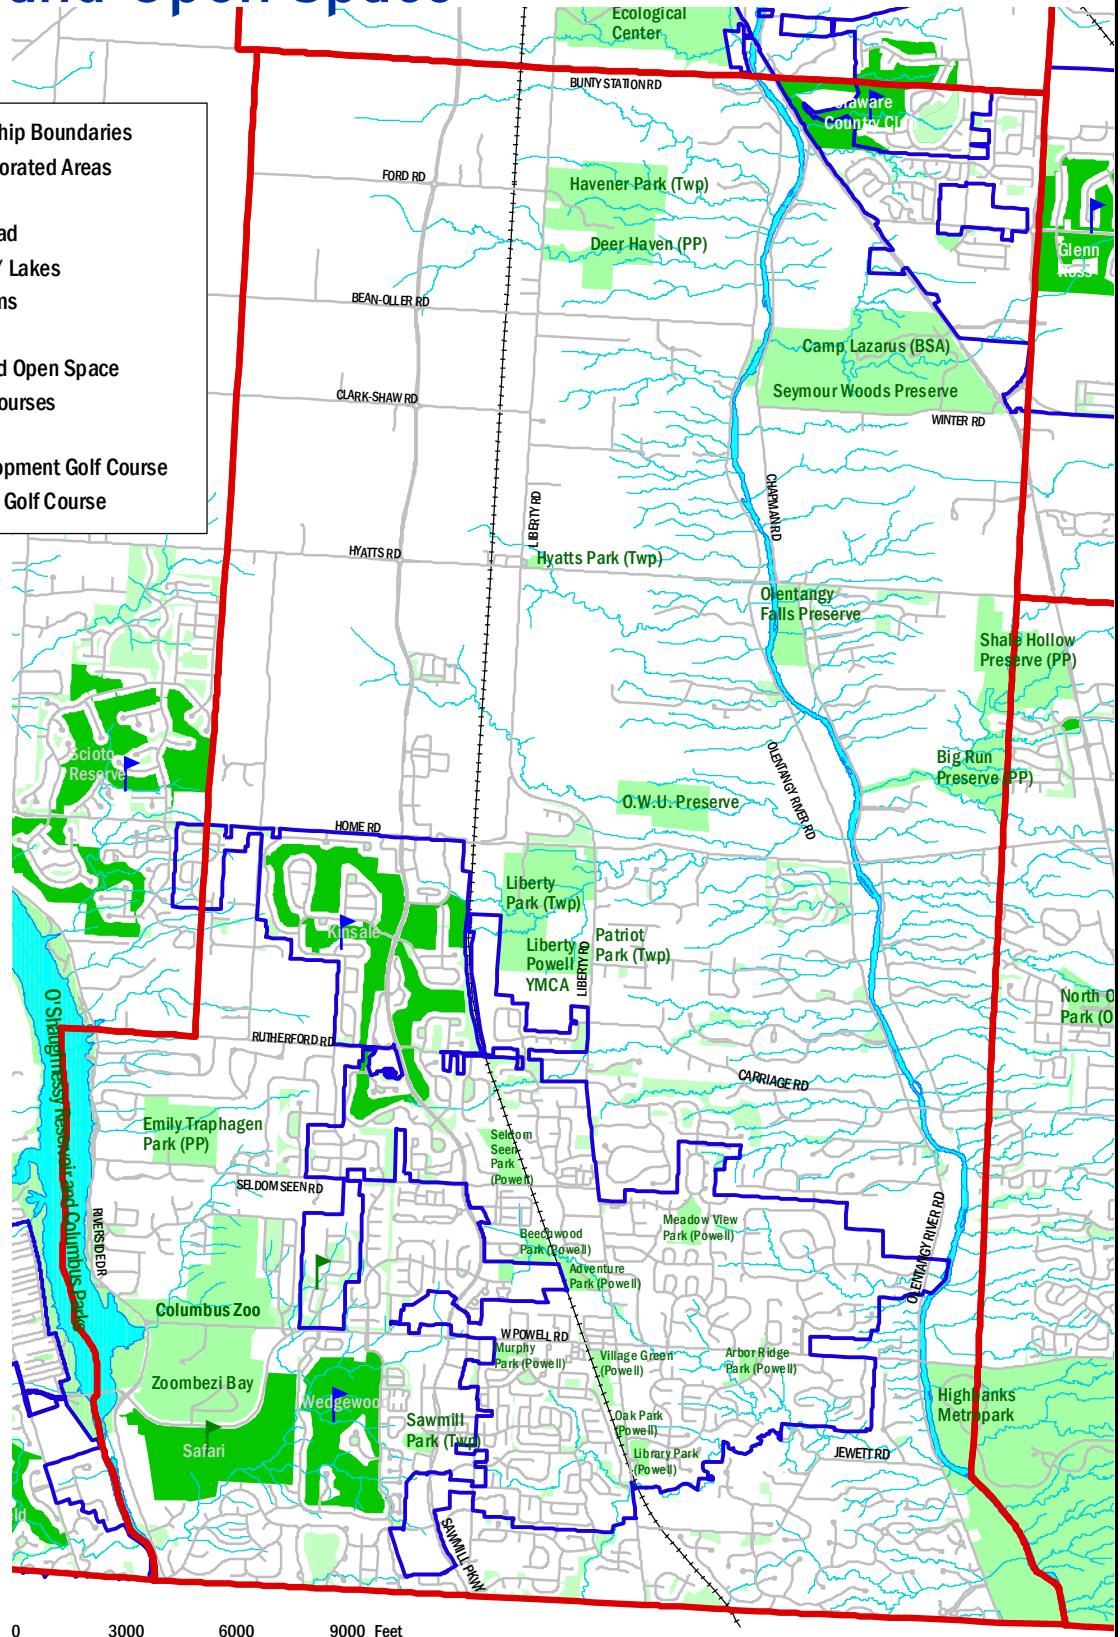 and Open Space
Ecological
Center
BUNTY STATION RD
Country Cl
hip Boundaries
orated Areas
ad
Y Lakes
ns
d Open Space
ourses
opment Golf Course
Golf Course
FORD RD
Havener Park (Twp)
Deer Haven (PP)
Glenn
Ross
BEAN-OLLER RD
Camp Lazarus (BSA)
Seymour Woods Preserve
CLARK-SHAW RD
WINTER RD
CHAPMAN RD
LIBERTY RD
HYATTS RD
Hyatts Park (Twp)
Olentangy
Falls Preserve
Shale Hollow
Preserve (PP)
Scioto
Reserve
OLENTANGY RIVER RD
Big Run
Preserve (PP)
O.W.U. Preserve
HOME RD
Liberty
Park (Twp)
Kinsale
Liberty
Powell
YMCA
LIBERTY RD
Patriot
Park (Twp)
North O
Park (O
O'Shaughnessy Reservoir and Columbus Parks
RUTHERFORD RD
CARRIAGE RD
Emily Traphagen
Park (PP)
Seldom
Seen
Park
(Powell)
SELDOM SEEN RD
RIVERSIDE DR
Meadow View
Park (Powell)
Beechwood
Park (Powell)
OLENTANGY RIVER RD
Adventure
Park (Powell)
Columbus Zoo
W POWELL RD
Murphy
Park (Powell)
Village Green
(Powell)
Arbor Ridge
Park (Powell)
Zoombezi Bay
Wedgewood
Highbanks
Metropark
Sawmill
Park (Twp)
Oak Park
(Powell)
Safari
Library Park
(Powell)
JEWETT RD
eld
SAWMILL PKWY
0 3000 6000 9000 Feet